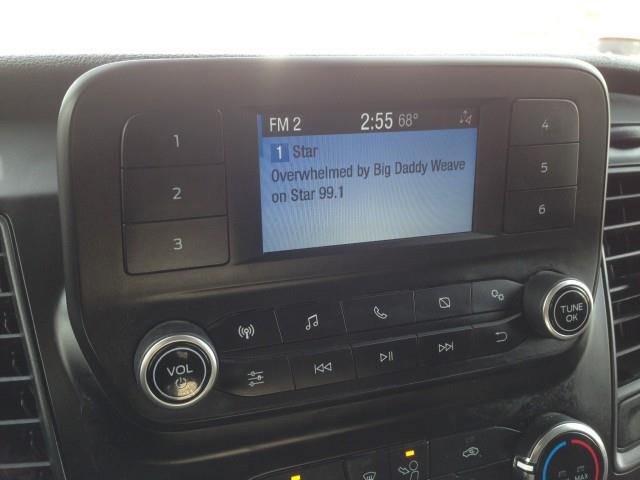 FM 2 2:55 68°
1 Star
Overwhelmed by Big Daddy Weave
on Star 99.1
1
2
3
4
5
6
VOL
TUNE
OK
MAX